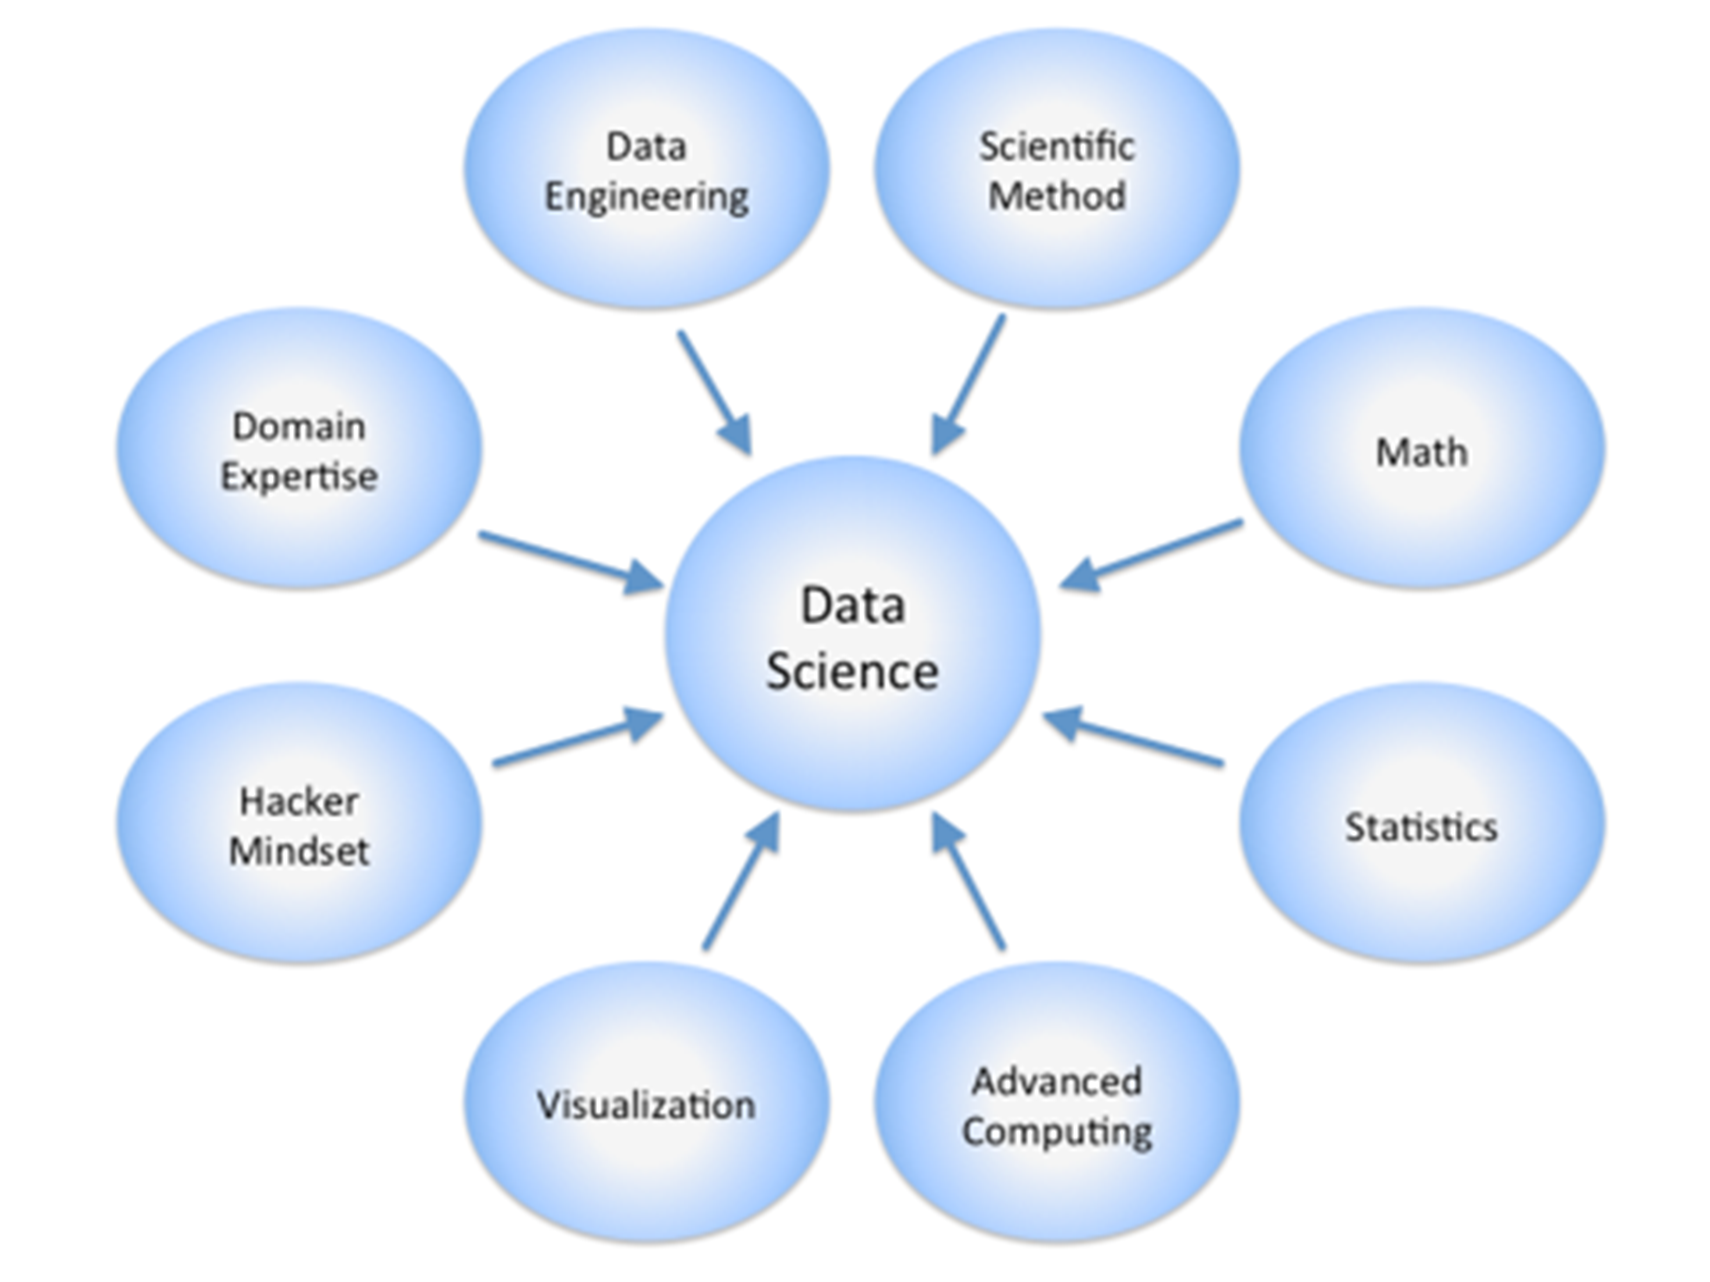 Data
Engineering
Scientific
Method
Domain
Expertise
Math
Data
Science
Hacker
Mindset
Statistics
Visualization
Advanced
Computing